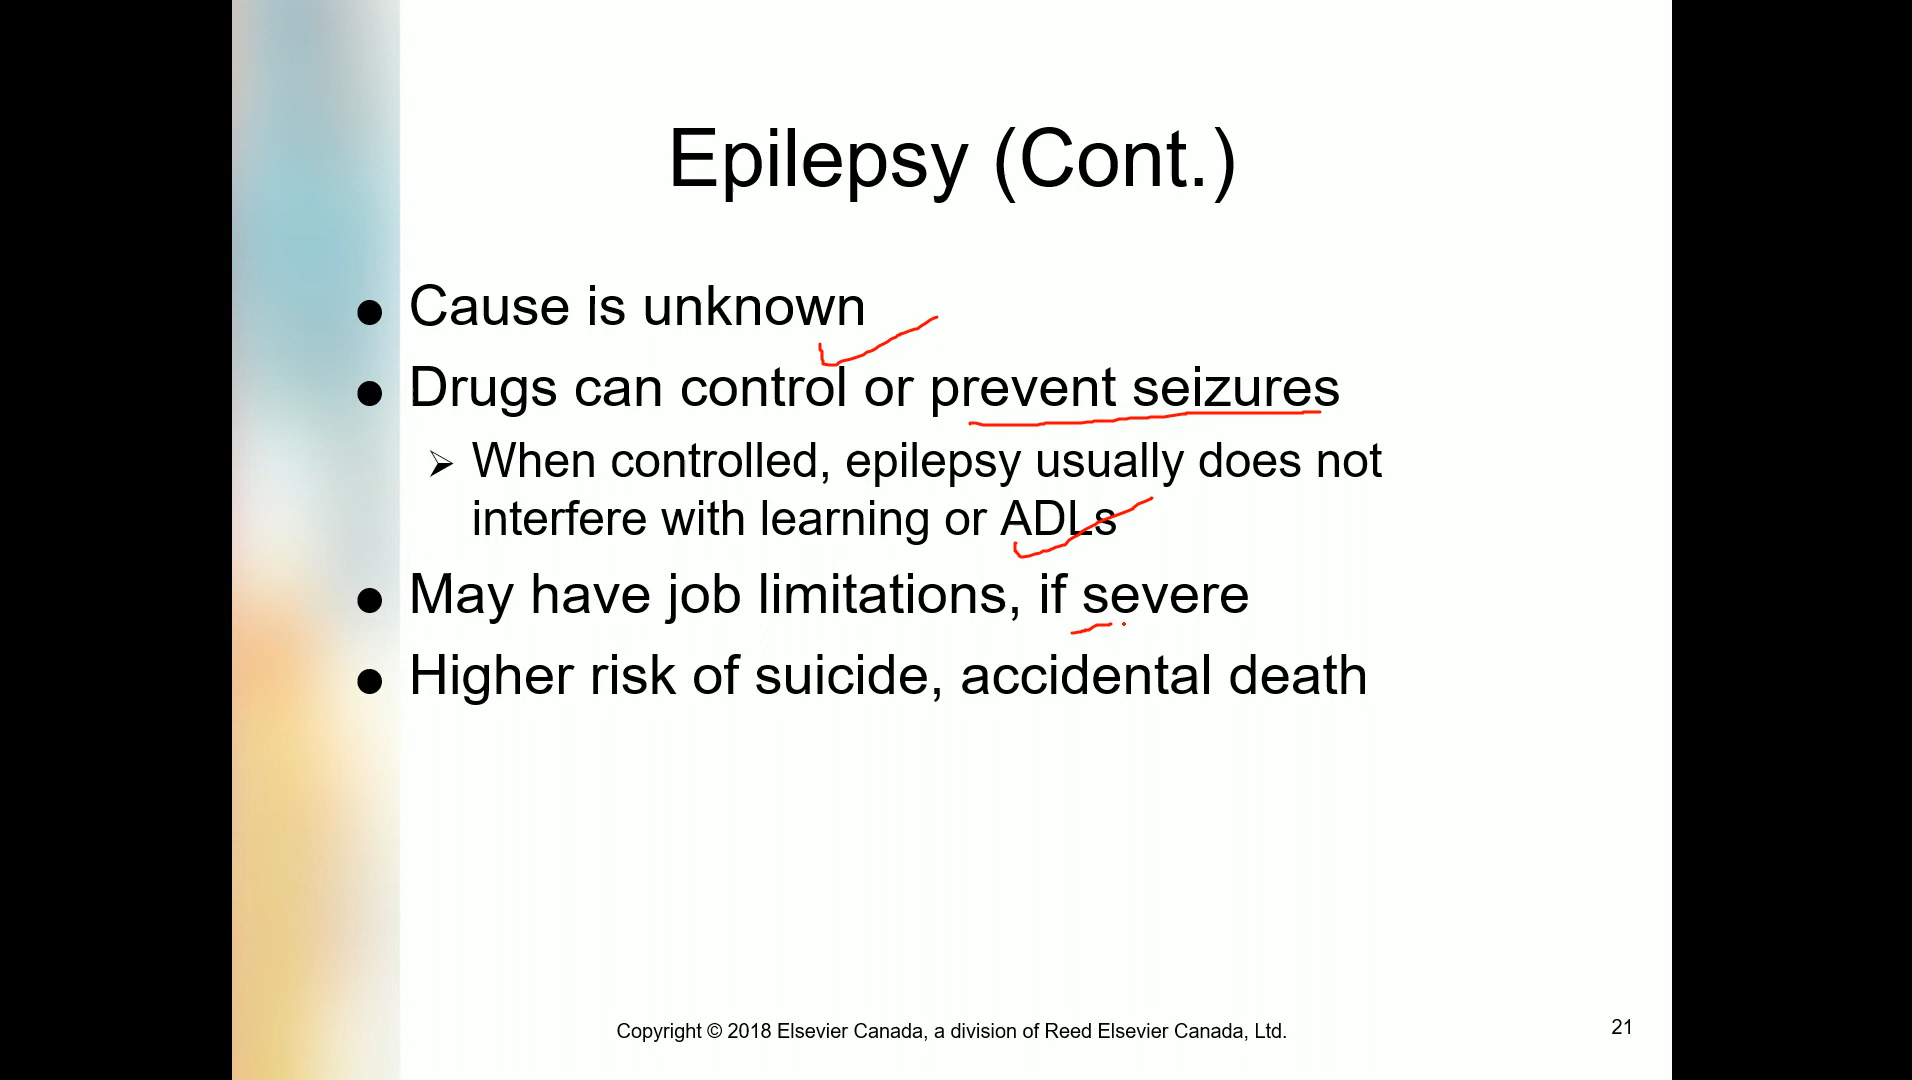 Epilepsy (Cont.)
● Cause is unknown
● Drugs can control or prevent seizures
➢ When controlled, epilepsy usually does not
interfere with learning or ADLs
● May have job limitations, if severe
● Higher risk of suicide, accidental death
Copyright © 2018 Elsevier Canada, a division of Reed Elsevier Canada, Ltd.
21